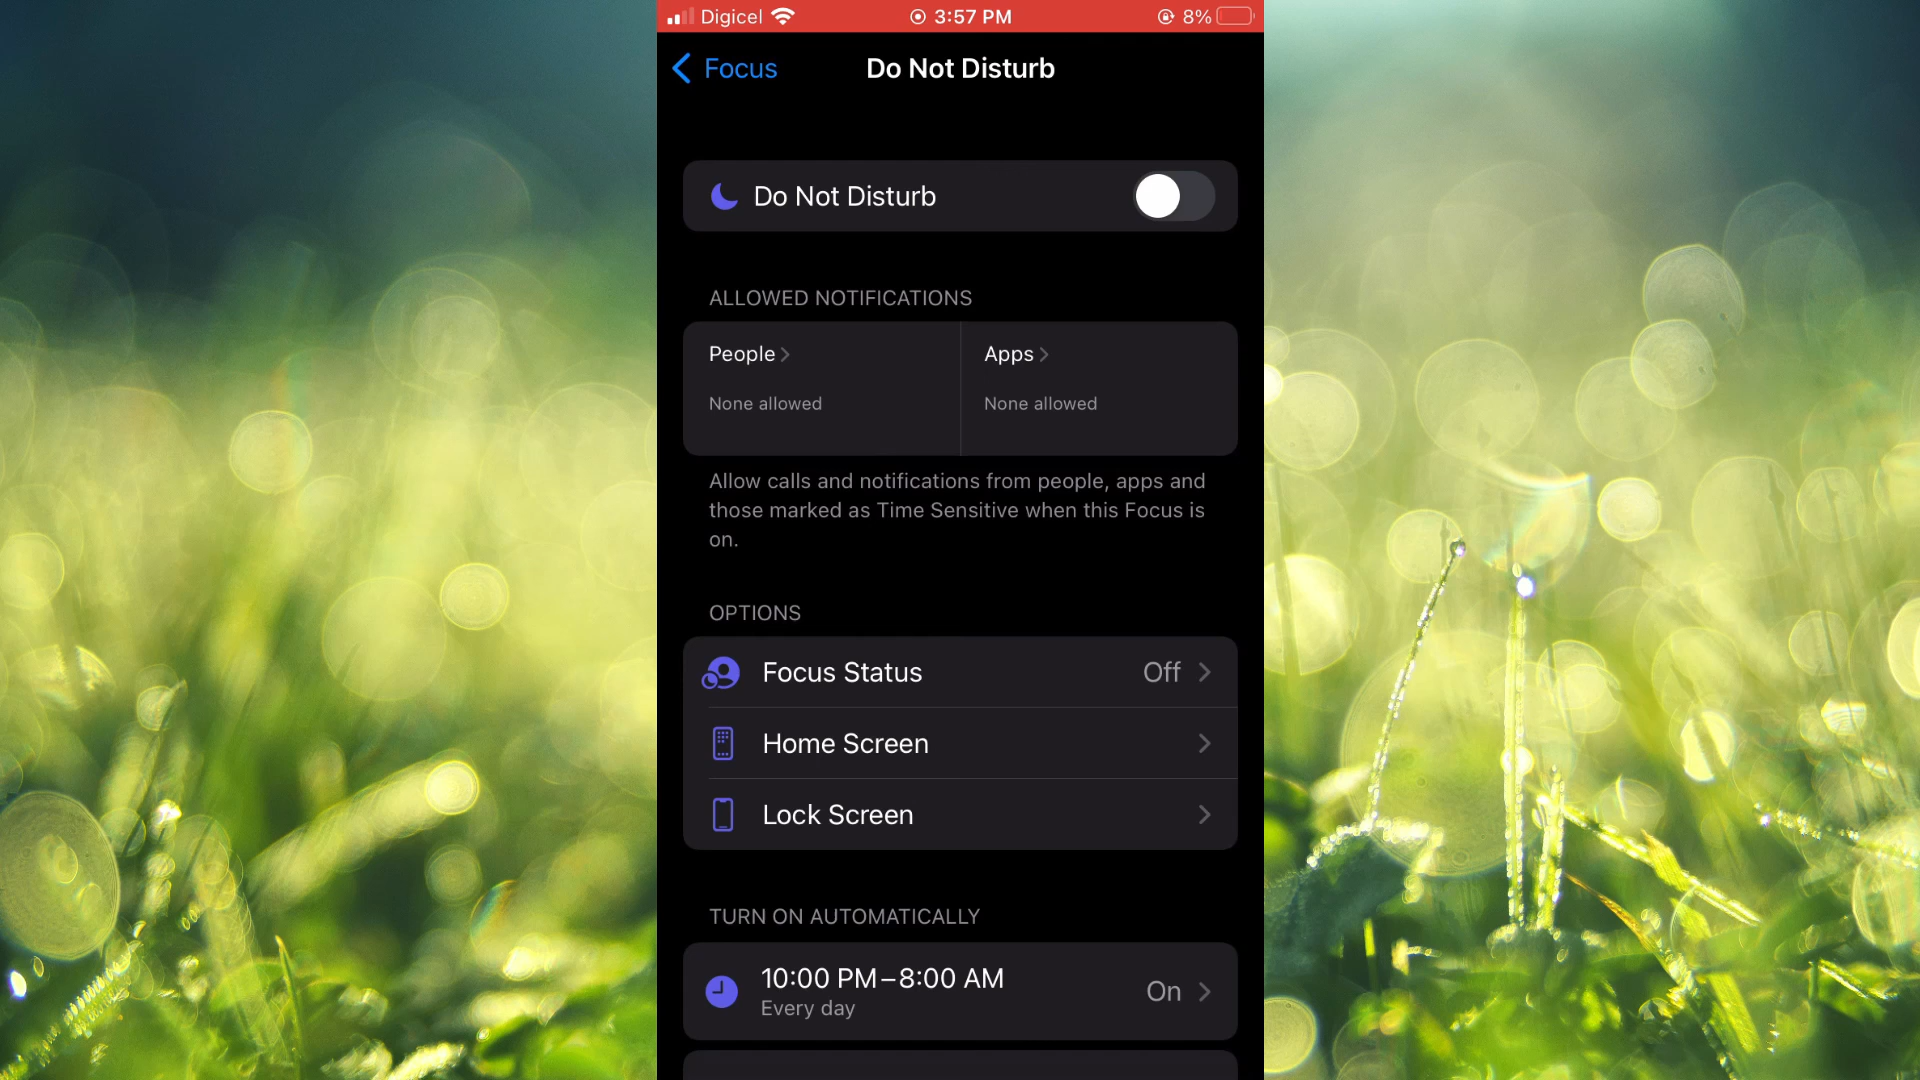 Digicel 3:57 PM 8%
Focus Do Not Disturb
Do Not Disturb
ALLOWED NOTIFICATIONS
People Apps
None allowed None allowed
Allow calls and notifications from people, apps and
those marked as Time Sensitive when this Focus is
on.
OPTIONS
Focus Status Off
Home Screen
Lock Screen
TURN ON AUTOMATICALLY
10:00 PM–8:00 AM On
Every day